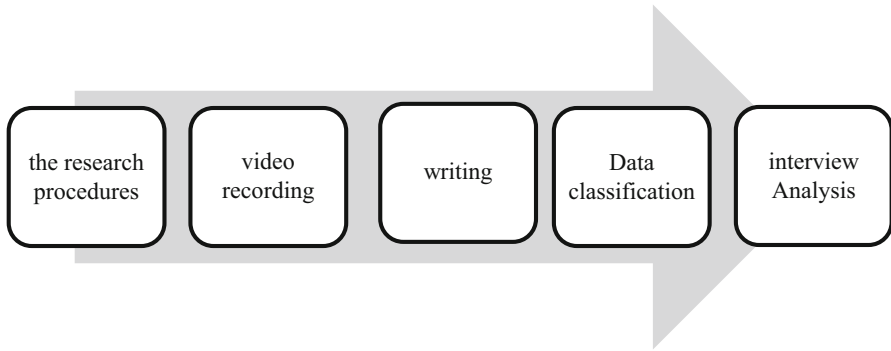 the research
procedures
video
recording
writing
Data
classification
interview
Analysis